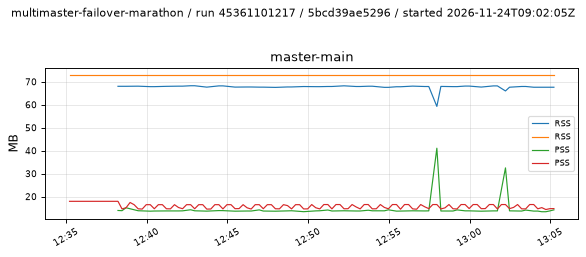 multimaster-failover-marathon / run 45361101217 / 5bcd39ae5296 / started 2026-11-24T09:02:05Z
master-main
MB
70
60
50
40
30
20
RSS
RSS
PSS
PSS
12:35
12:40
12:45
12:50
12:55
13:00
13:05